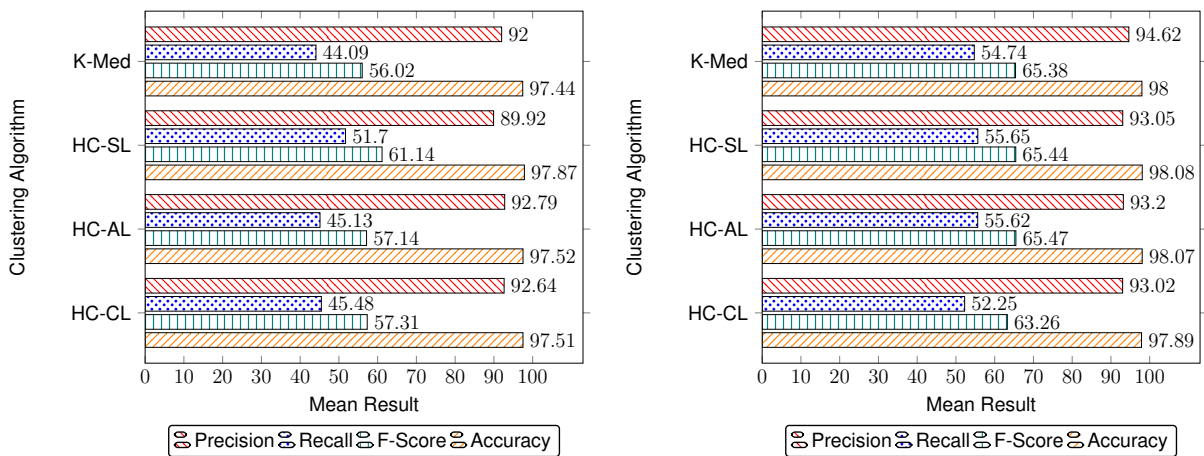 Clustering Algorithm
K-Med
92
44.09
56.02
97.44
HC-SL
89.92
51.7
61.14
97.87
HC-AL
92.79
45.13
57.14
97.52
HC-CL
92.64
45.48
57.31
97.51
0 10 20 30 40 50 60 70 80 90 100
Mean Result
Precision Recall F-Score Accuracy
Clustering Algorithm
K-Med
94.62
54.74
65.38
98
HC-SL
93.05
55.65
65.44
98.08
HC-AL
93.2
55.62
65.47
98.07
HC-CL
93.02
52.25
63.26
97.89
0 10 20 30 40 50 60 70 80 90 100
Mean Result
Precision Recall F-Score Accuracy